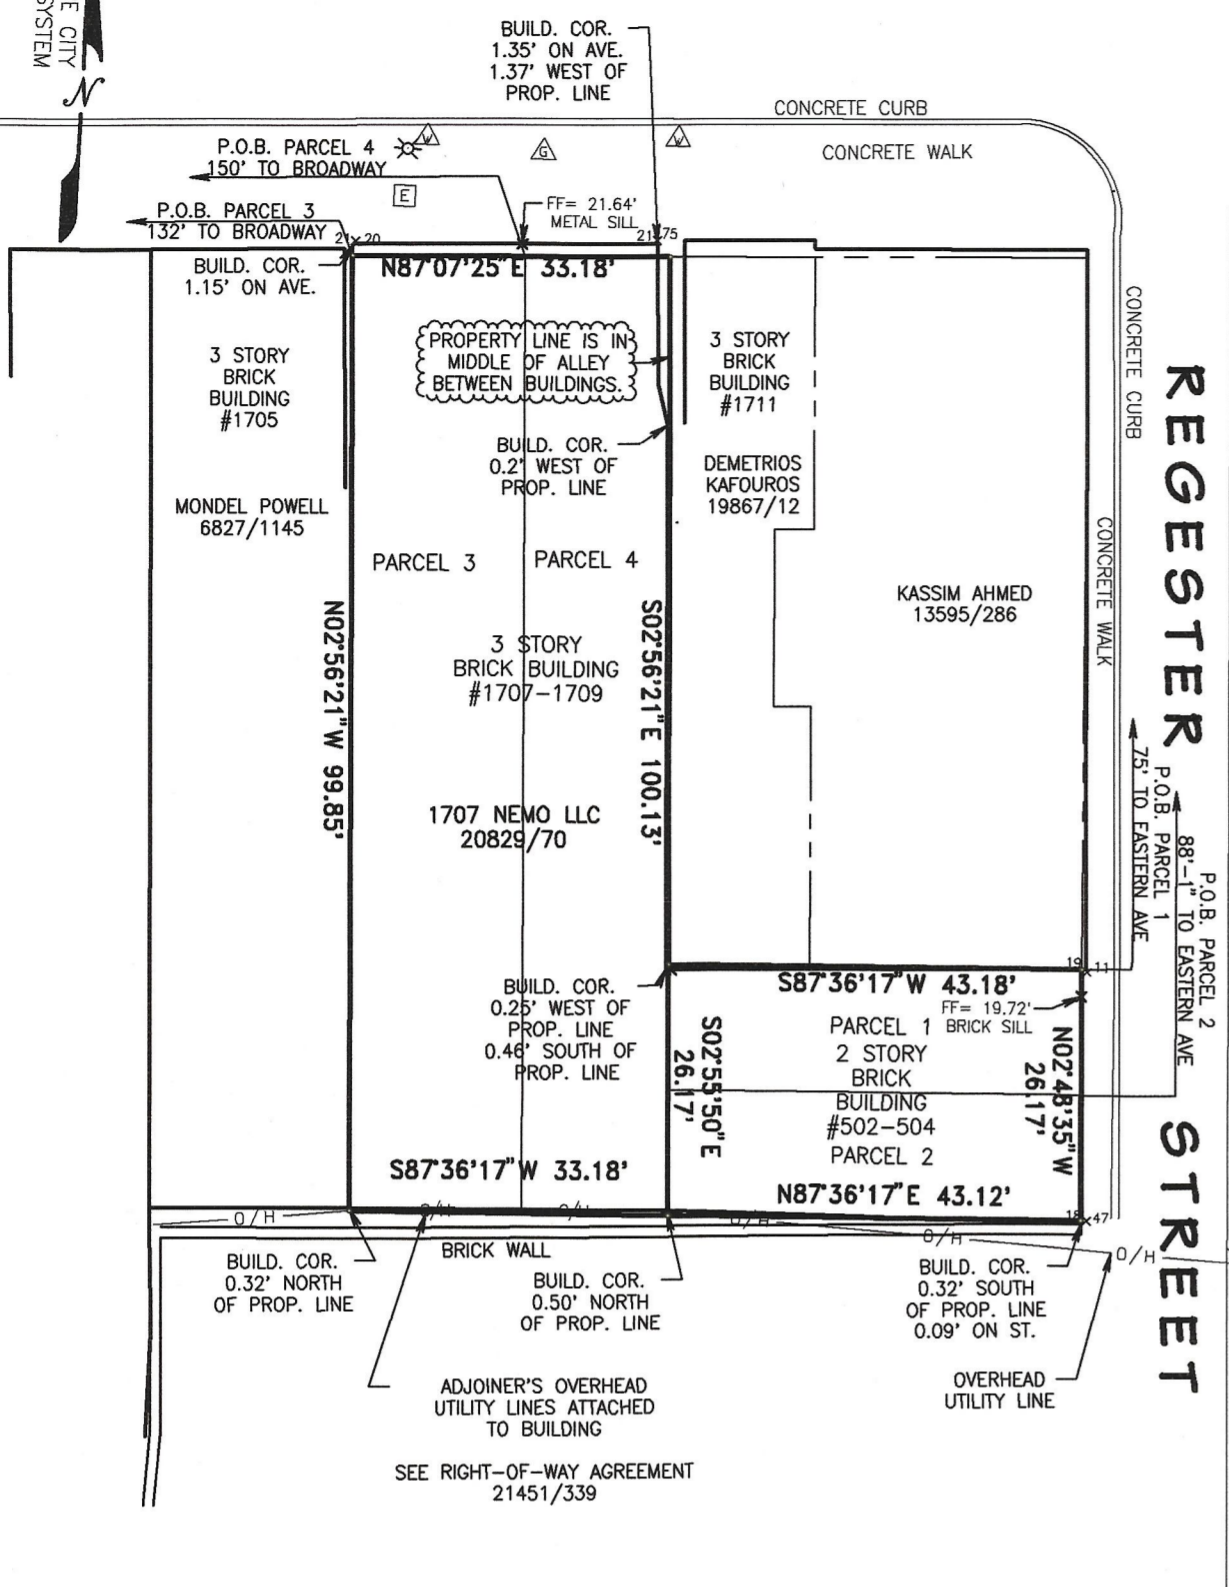 E CITY
SYSTEM
N
BUILD. COR.
1.35' ON AVE.
1.37' WEST OF
PROP. LINE
CONCRETE CURB
CONCRETE WALK
P.O.B. PARCEL 4
150' TO BROADWAY
W
G
W
E
P.O.B. PARCEL 3
132' TO BROADWAY
FF= 21.64'
METAL SILL
21 20
21 75
BUILD. COR.
1.15' ON AVE.
N87°07'25"E 33.18'
PROPERTY LINE IS IN
MIDDLE OF ALLEY
BETWEEN BUILDINGS.
3 STORY
BRICK
BUILDING
#1705
3 STORY
BRICK
BUILDING
#1711
CONCRETE CURB
REGESTER STREET
BUILD. COR.
0.2' WEST OF
PROP. LINE
DEMETRIOS
KAFOUROS
19867/12
MONDEL POWELL
6827/1145
PARCEL 3
PARCEL 4
CONCRETE WALK
KASSIM AHMED
13595/286
N02°56'21"W 99.85'
S02°56'21"E 100.13'
3 STORY
BRICK BUILDING
#1707-1709
1707 NEMO LLC
20829/70
P.O.B. PARCEL 1
75' TO EASTERN AVE
P.O.B. PARCEL 2
88'-1" TO EASTERN AVE
19 11
BUILD. COR.
0.25' WEST OF
PROP. LINE
0.46' SOUTH OF
PROP. LINE
S87°36'17"W 43.18'
FF= 19.72'
BRICK SILL
PARCEL 1
2 STORY
BRICK
BUILDING
#502-504
PARCEL 2
S02°55'50"E
26.17'
N02°48'35"W
26.17'
S87°36'17"W 33.18'
N87°36'17"E 43.12'
18 47
O/H
O/H
O/H
O/H
O/H
O/H
BRICK WALL
BUILD. COR.
0.32' NORTH
OF PROP. LINE
BUILD. COR.
0.50' NORTH
OF PROP. LINE
BUILD. COR.
0.32' SOUTH
OF PROP. LINE
0.09' ON ST.
ADJOINER'S OVERHEAD
UTILITY LINES ATTACHED
TO BUILDING
OVERHEAD
UTILITY LINE
SEE RIGHT-OF-WAY AGREEMENT
21451/339